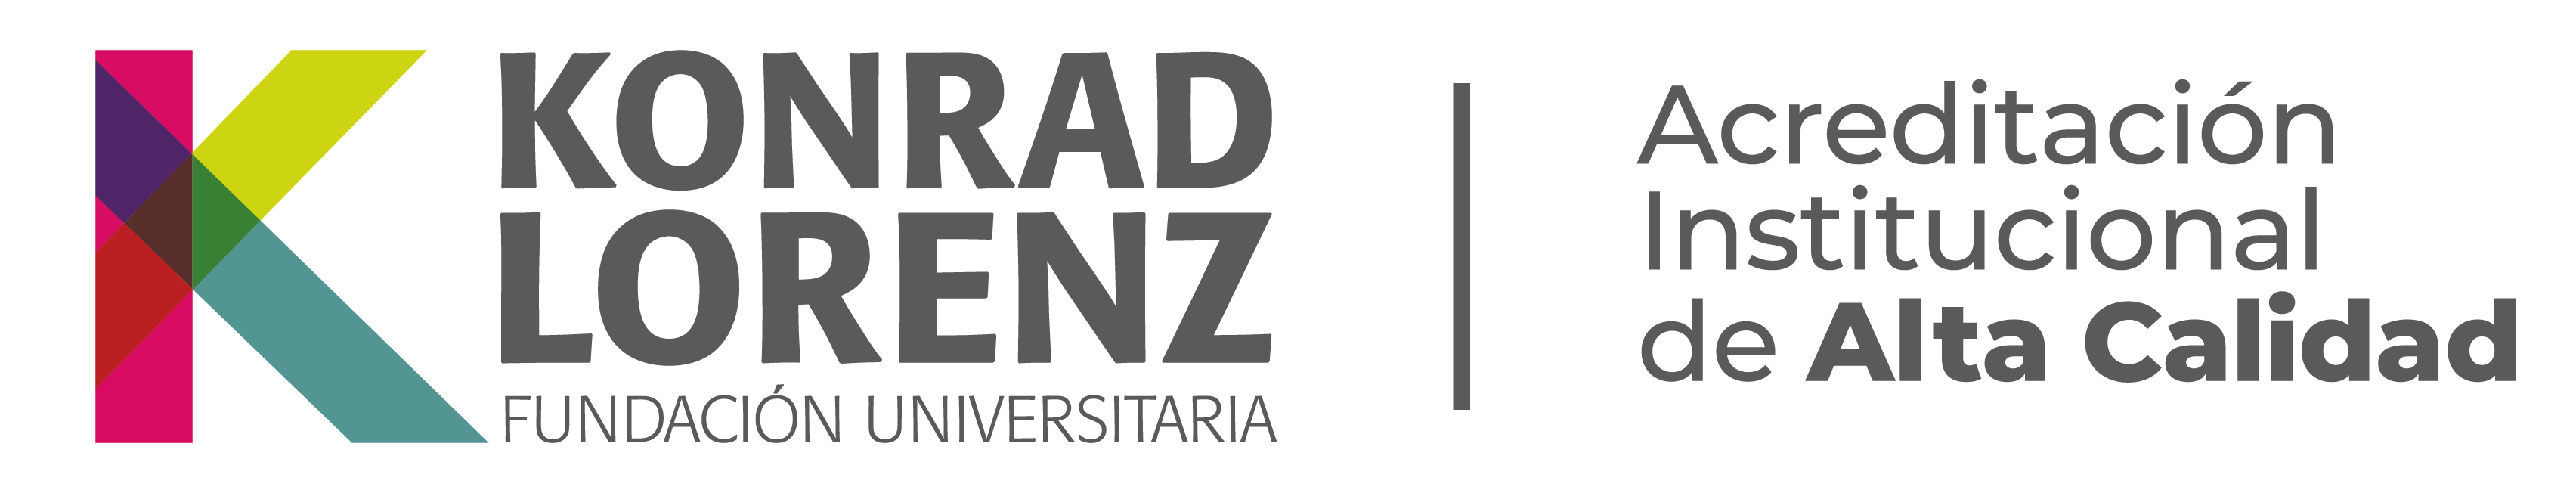 KONRAD
LORENZ
FUNDACIÓN UNIVERSITARIA
Acreditación
Institucional
de Alta Calidad